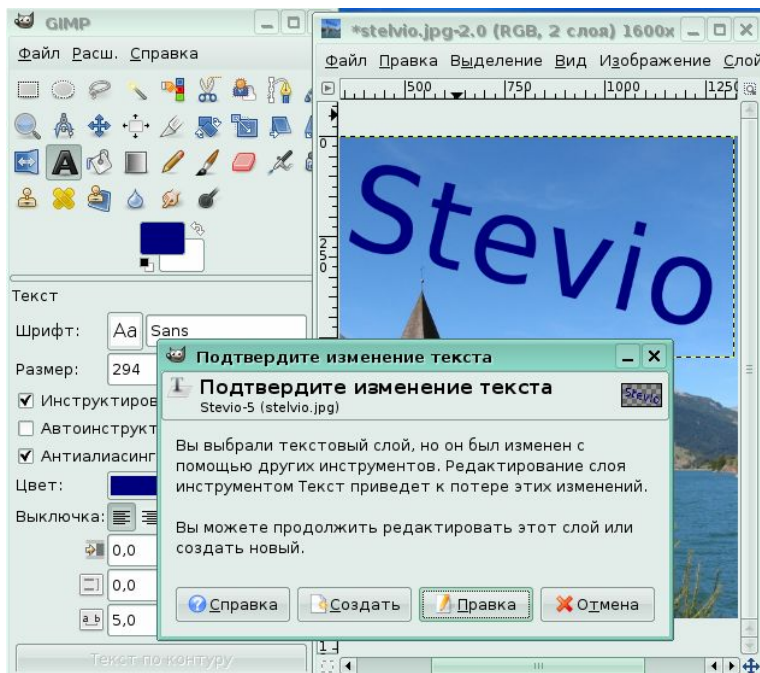 GIMP
Файл Расш. Справка
Текст
Шрифт: Aa Sans
Размер: 294
Инструктиров
Автоинструкт
Антиалиасинг
Цвет:
Выключка:
0,0
0,0
a b 5,0
Текст по контуру
*stelvio.jpg-2.0 (RGB, 2 слоя) 1600x
Файл Правка Выделение Вид Изображение Слой
500 750 1000 1250
0
250
Stevio
Подтвердите изменение текста
Подтвердите изменение текста
Stevio-5 (stelvio.jpg)
Stevio
Вы выбрали текстовый слой, но он был изменен с
помощью других инструментов. Редактирование слоя
инструментом Текст приведет к потере этих изменений.
Вы можете продолжить редактировать этот слой или
создать новый.
Справка Создать Правка Отмена